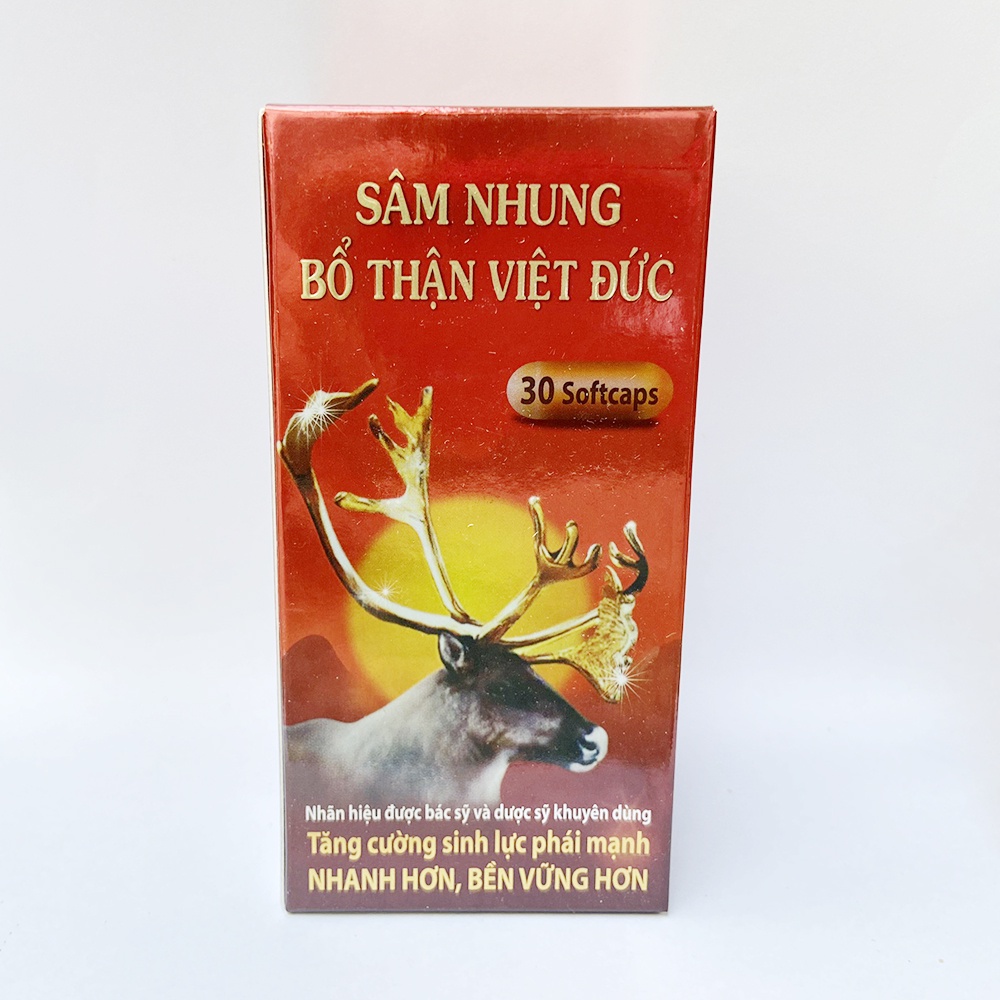 SÂM NHUNG
BỔ THẬN VIỆT ĐỨC
30 Softcaps
Nhãn hiệu được bác sỹ và dược sỹ khuyên dùng
Tăng cường sinh lực phái mạnh
NHANH HƠN, BỀN VỮNG HƠN